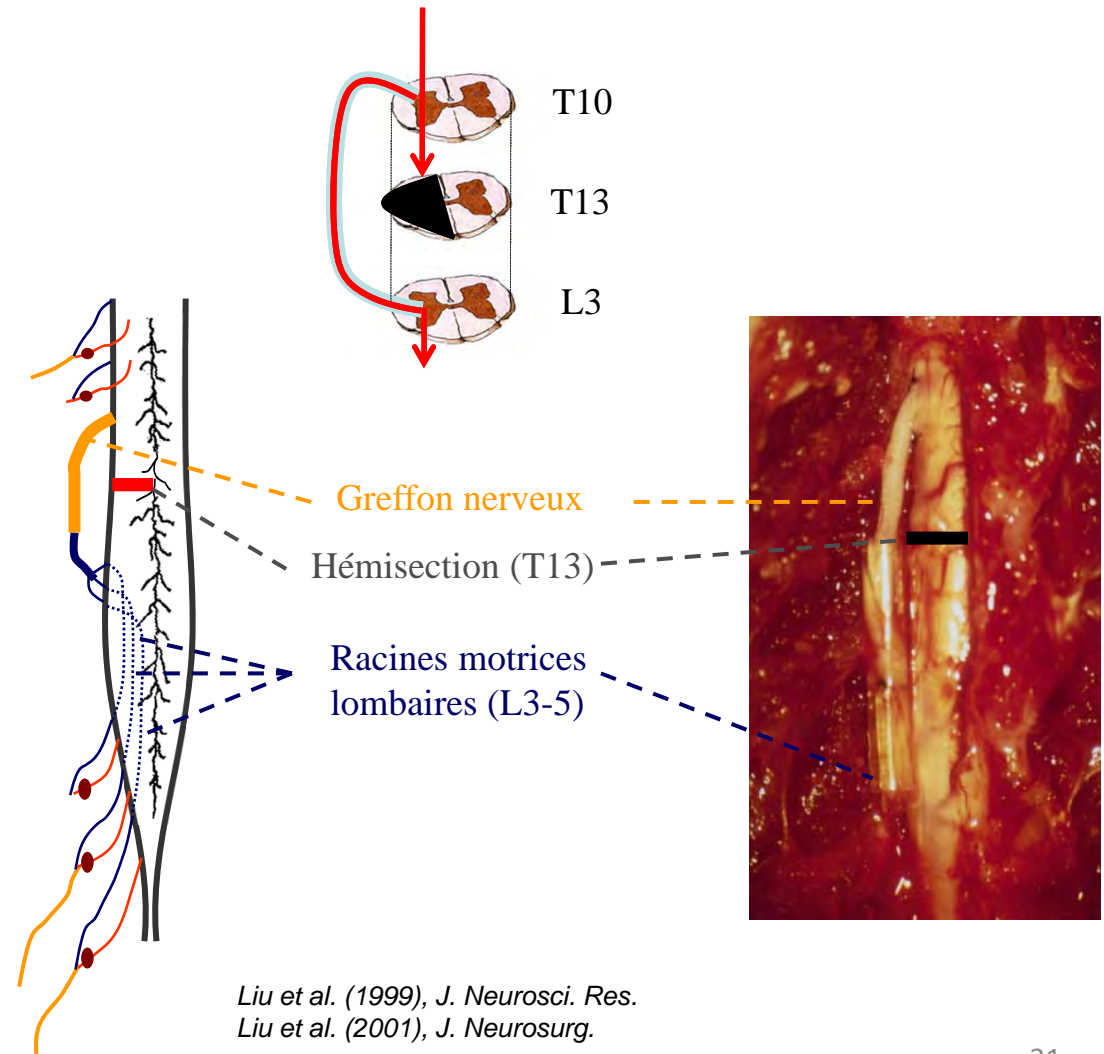 T10
T13
L3
Greffon nerveux
Hémisection (T13)
Racines motrices
lombaires (L3-5)
Liu et al. (1999), J. Neurosci. Res.
Liu et al. (2001), J. Neurosurg.